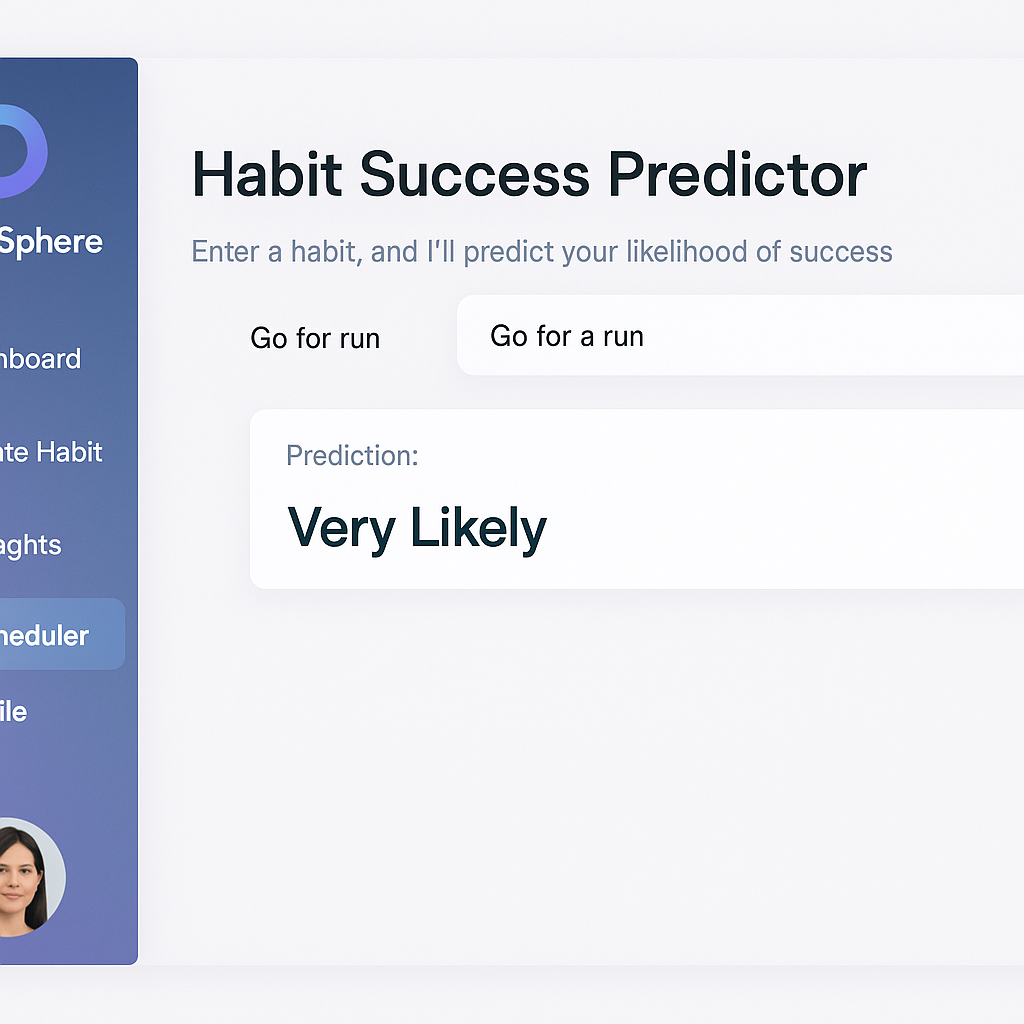 Sphere
nboard
ate Habit
aghts
heduler
ile
Habit Success Predictor
Enter a habit, and I'll predict your likelihood of success
Go for run
Go for a run
Prediction:
Very Likely